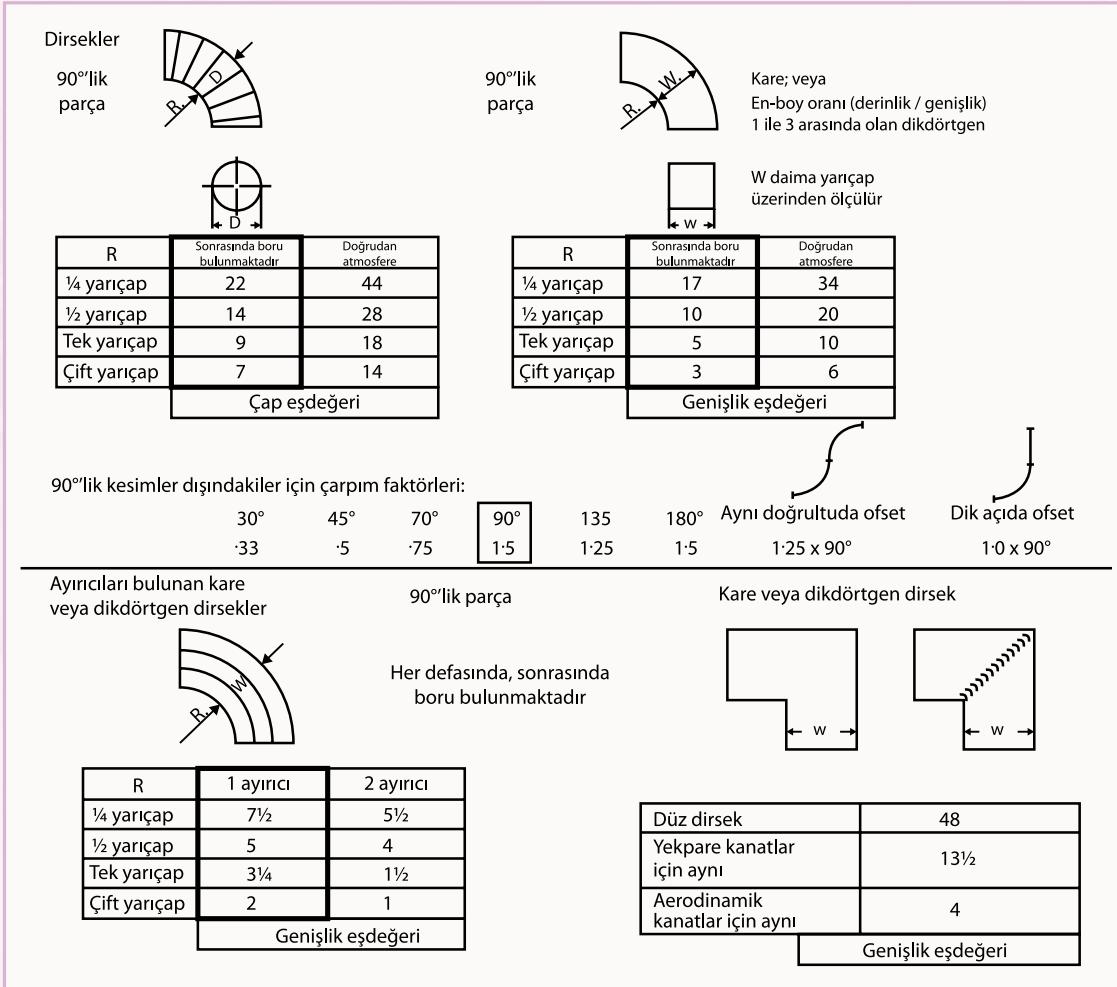 Dirsekler
90°'lik
parça
R.
D
D
R
Sonrasında boru
bulunmaktadır
Doğrudan
atmosfere
¼ yarıçap 22 44
½ yarıçap 14 28
Tek yarıçap 9 18
Çift yarıçap 7 14
Çap eşdeğeri
90°'lik
parça
R.
W.
Kare; veya
En-boy oranı (derinlik / genişlik)
1 ile 3 arasında olan dikdörtgen
W daima yarıçap
üzerinden ölçülür
w
R
Sonrasında boru
bulunmaktadır
Doğrudan
atmosfere
¼ yarıçap 17 34
½ yarıçap 10 20
Tek yarıçap 5 10
Çift yarıçap 3 6
Genişlik eşdeğeri
90°'lik kesimler dışındakiler için çarpım faktörleri:
30° 45° 70° 90° 135 180° Aynı doğrultuda ofset Dik açıda ofset
·33 ·5 ·75 1·5 1·25 1·5 1·25 x 90° 1·0 x 90°
Ayırıcıları bulunan kare
veya dikdörtgen dirsekler
90°'lik parça
Her defasında, sonrasında
boru bulunmaktadır
R.
W
R 1 ayırıcı 2 ayırıcı
¼ yarıçap 7½ 5½
½ yarıçap 5 4
Tek yarıçap 3¼ 1½
Çift yarıçap 2 1
Genişlik eşdeğeri
Kare veya dikdörtgen dirsek
w
w
Düz dirsek 48
Yekpare kanatlar
için aynı 13½
Aerodinamik
kanatlar için aynı 4
Genişlik eşdeğeri